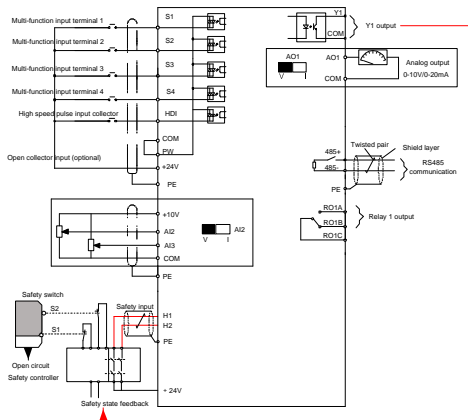 Multi-function input terminal 1
S1
Multi-function input terminal 2
S2
Multi-function input terminal 3
S3
Multi-function input terminal 4
S4
High speed pulse input collector
HDI
COM
PW
Open collector input (optional)
+24V
PE
Y1
COM
Y1 output
AO1
V I
AO1
COM
Analog output
0-10V/0-20mA
Twisted pair
Shield layer
485+
485-
RS485
communication
PE
RO1A
RO1B
RO1C
Relay 1 output
+10V
AI2
AI3
COM
V I
AI2
PE
Safety switch
S2
S1
Safety input
H1
H2
PE
Open circuit
Safety controller
+ 24V
Safety state feedback